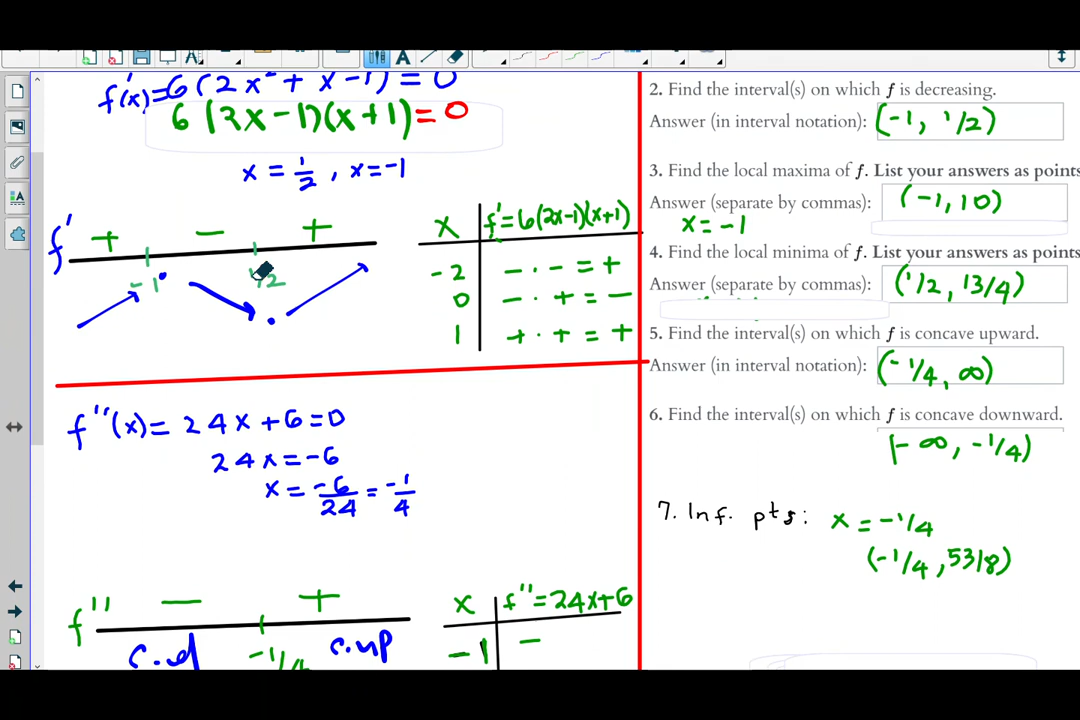 f'(x)=6(2x² + x-1) = 0
6(2x-1)(x+1)=0
x = 1/2 , x=-1
f' + - +
-1 1/2
x f'=6(2x-1)(x+1)
-2 - · - = +
0 - · + = -
1 + · + = +
f''(x)= 24x+6=0
24x=-6
x = -6/24 = -1/4
f'' - +
c.d -1/4 c.up
x f''=24x+6
-1 -
2. Find the interval(s) on which f is decreasing.
Answer (in interval notation): (-1, 1/2)
3. Find the local maxima of f. List your answers as points
Answer (separate by commas): (-1,10)
x=-1
4. Find the local minima of f. List your answers as points
Answer (separate by commas): (1/2, 13/4)
5. Find the interval(s) on which f is concave upward.
Answer (in interval notation): (-1/4, ∞)
6. Find the interval(s) on which f is concave downward.
(-∞, -1/4)
7. Inf. pts: x = -1/4
(-1/4, 53/8)